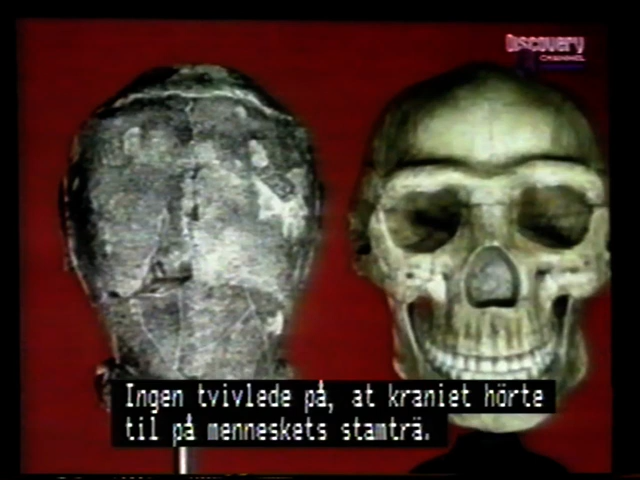 Discovery
CHANNEL
Ingen tvivlede på, at kraniet hörte
til på menneskets stamträ.